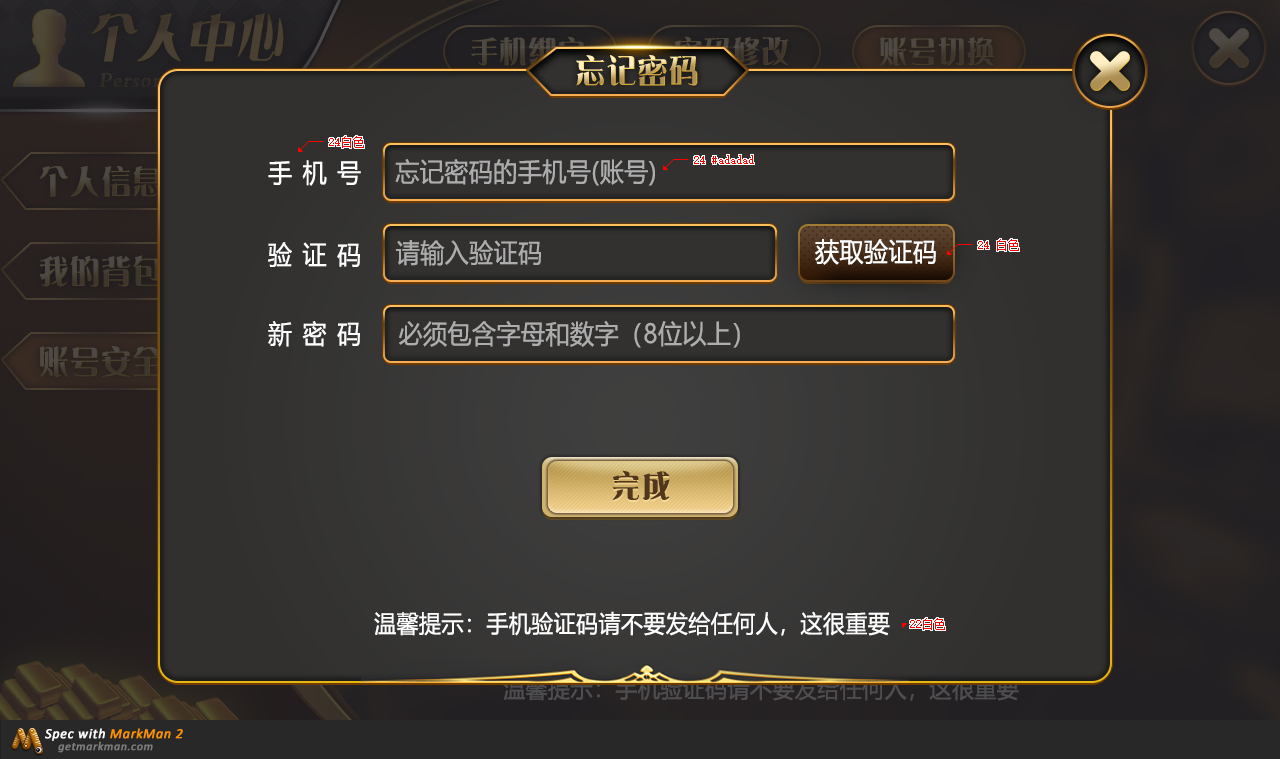 个人中心
手机绑定
密码修改
账号切换
忘记密码
24白色
手机号
忘记密码的手机号(账号)
24 #adadad
个人信息
验证码
请输入验证码
获取验证码
24 白色
我的背包
新密码
必须包含字母和数字（8位以上）
账号安全
完成
温馨提示：手机验证码请不要发给任何人，这很重要
22白色
温馨提示：手机验证码请不要发给任何人，这很重要
Spec with MarkMan 2
getmarkman.com